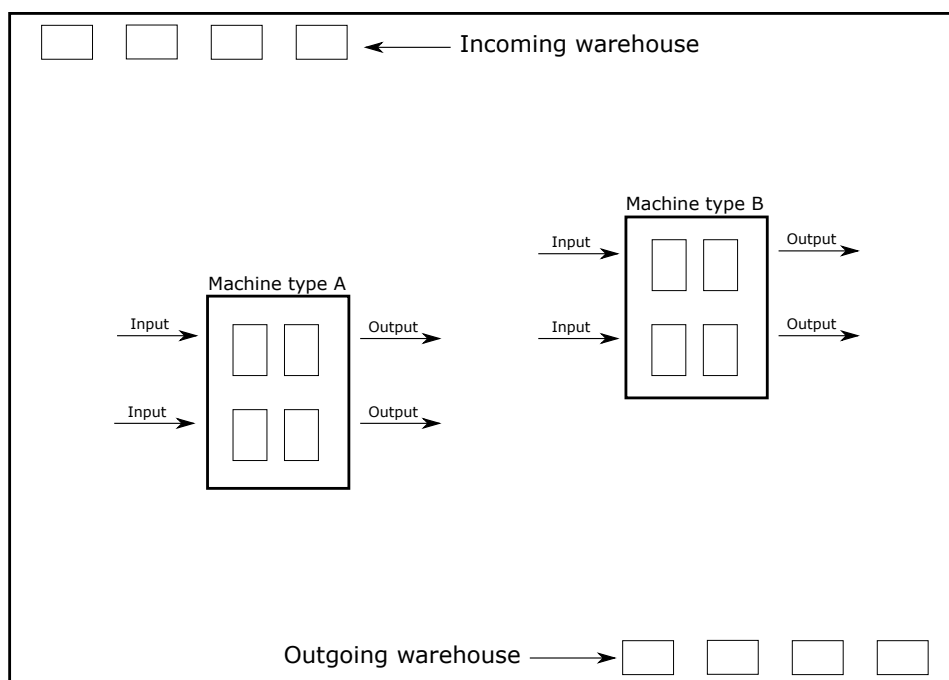 Incoming warehouse
Machine type B
Input
Output
Machine type A
Input
Output
Input
Output
Input
Output
Outgoing warehouse